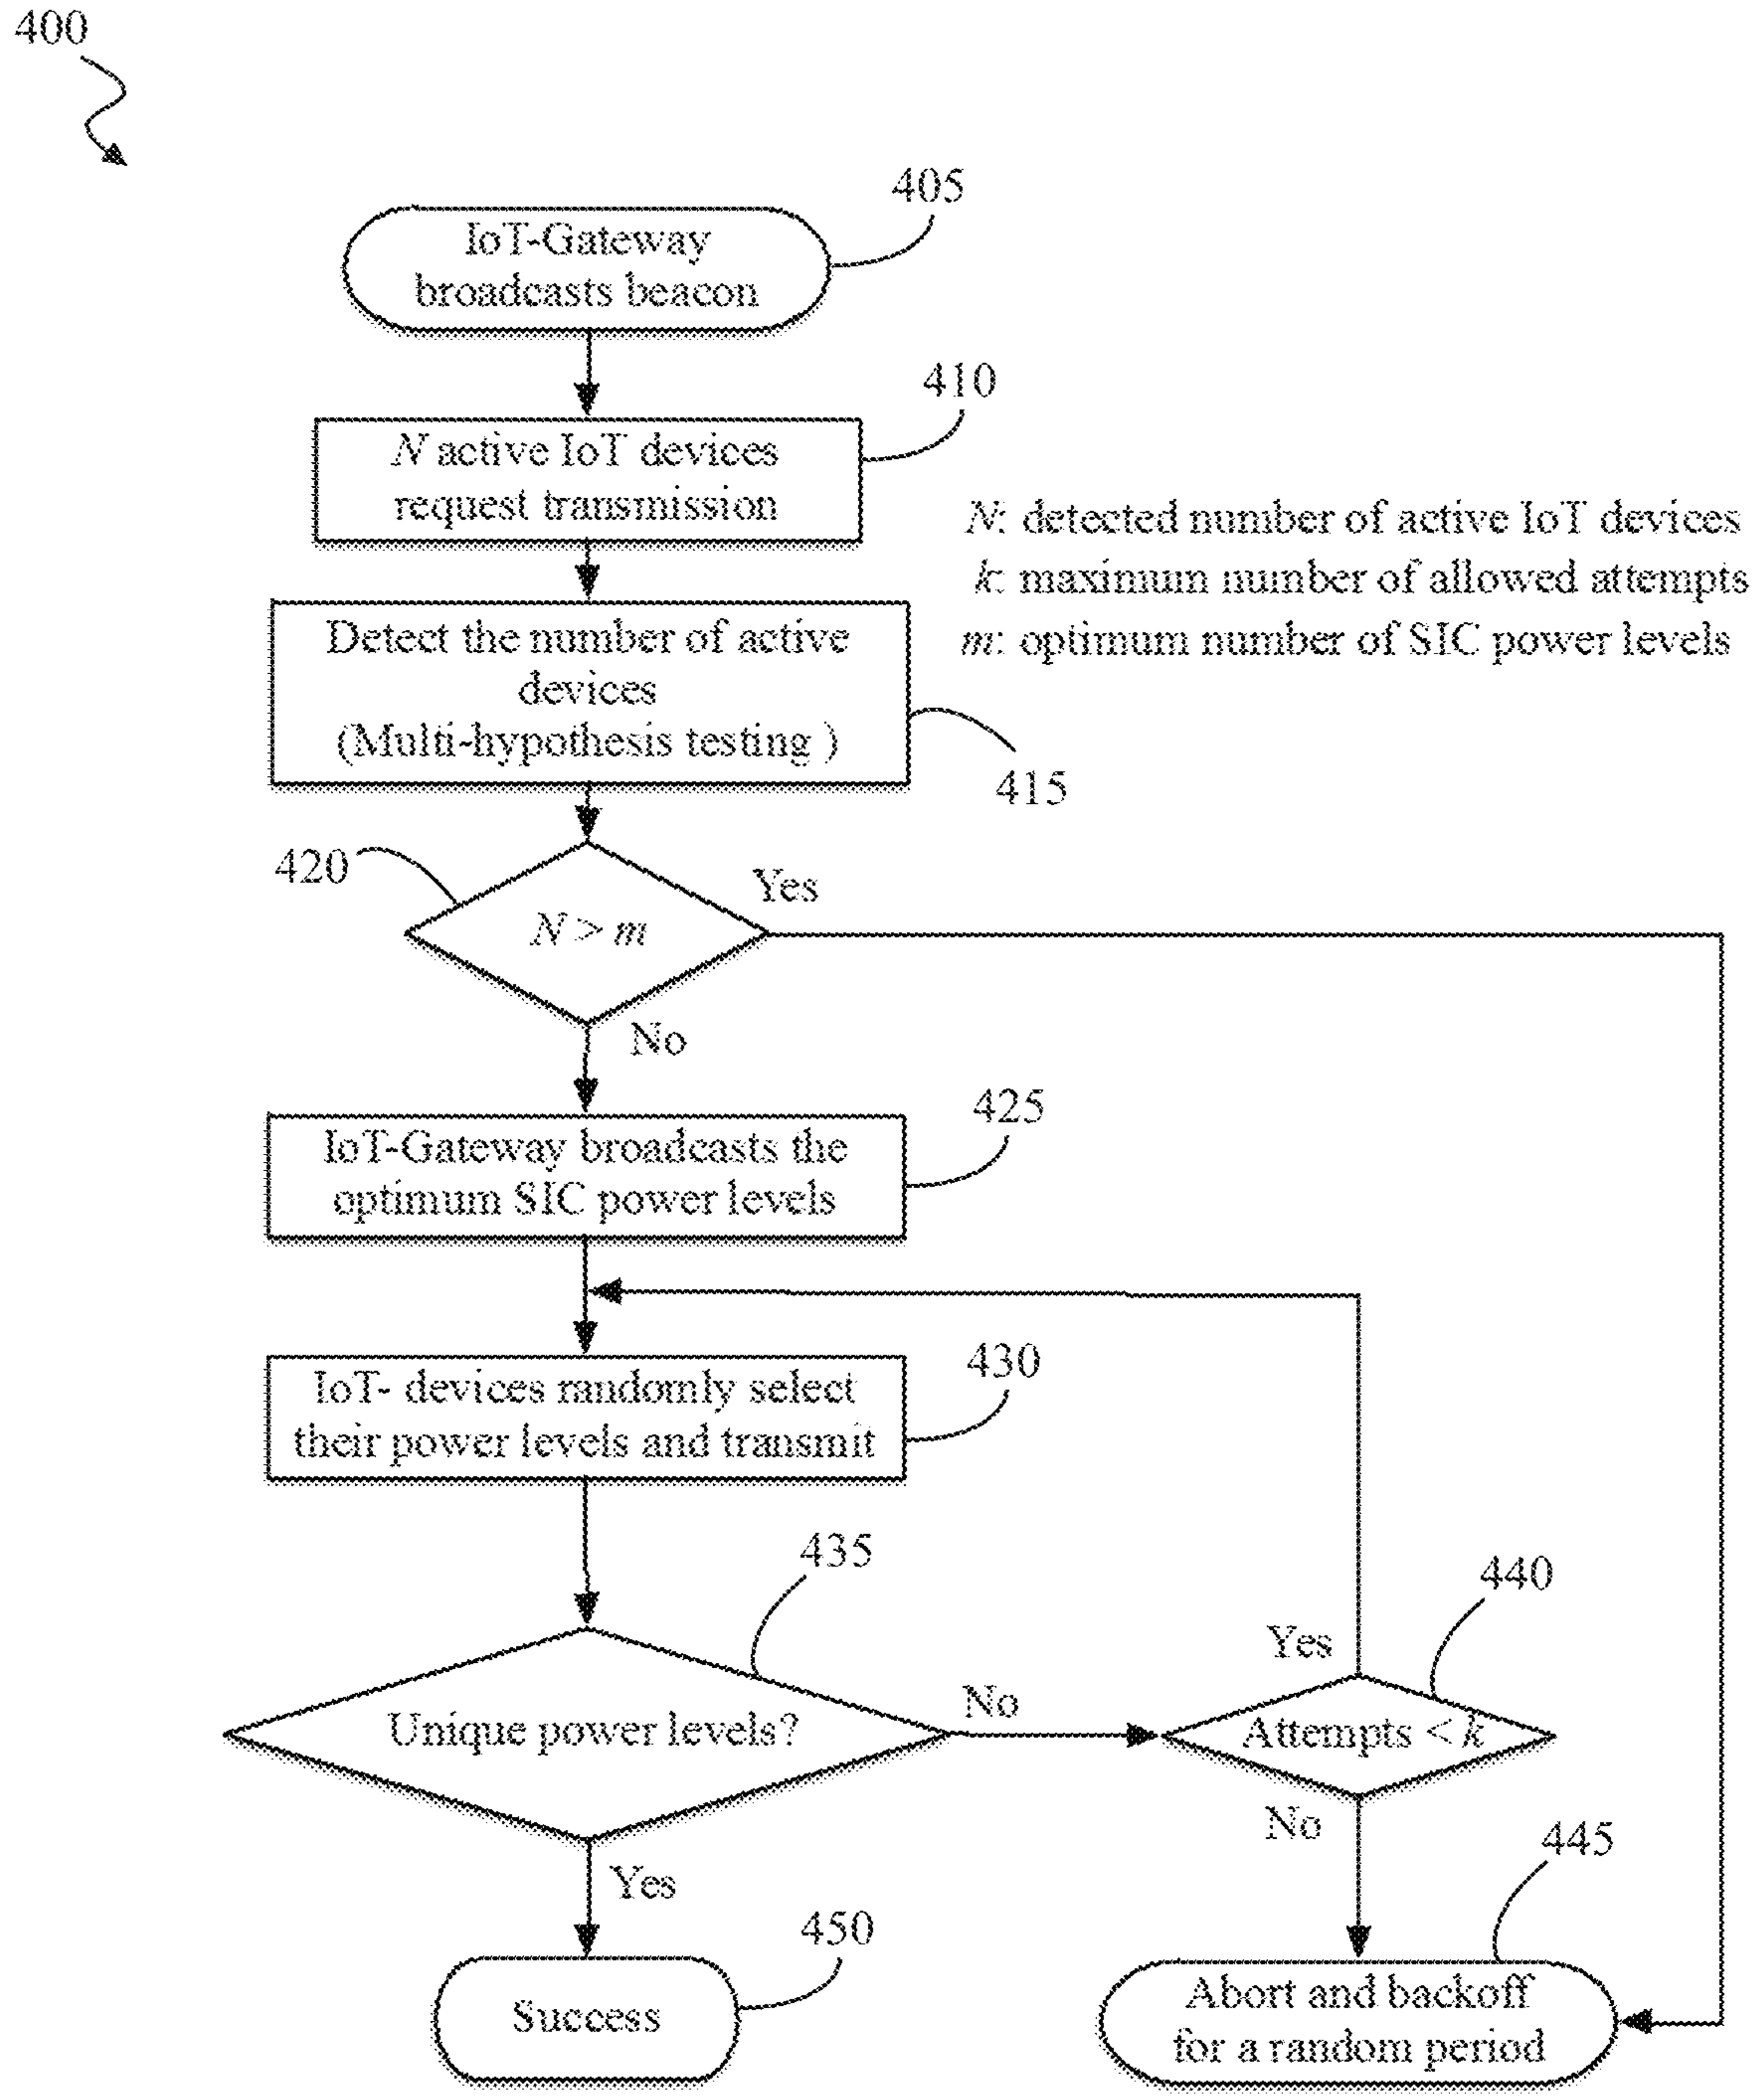 400
405
IoT-Gateway
broadcasts beacon
410
N active IoT devices
request transmission
N: detected number of active IoT devices
k: maximum number of allowed attempts
m: optimum number of SIC power levels
Detect the number of active
devices
(Multi-hypothesis testing )
415
420
Yes
N > m
No
425
IoT-Gateway broadcasts the
optimum SIC power levels
430
IoT- devices randomly select
their power levels and transmit
435
440
Yes
No
Unique power levels?
Attempts < k
No
445
Yes
450
Success
Abort and backoff
for a random period